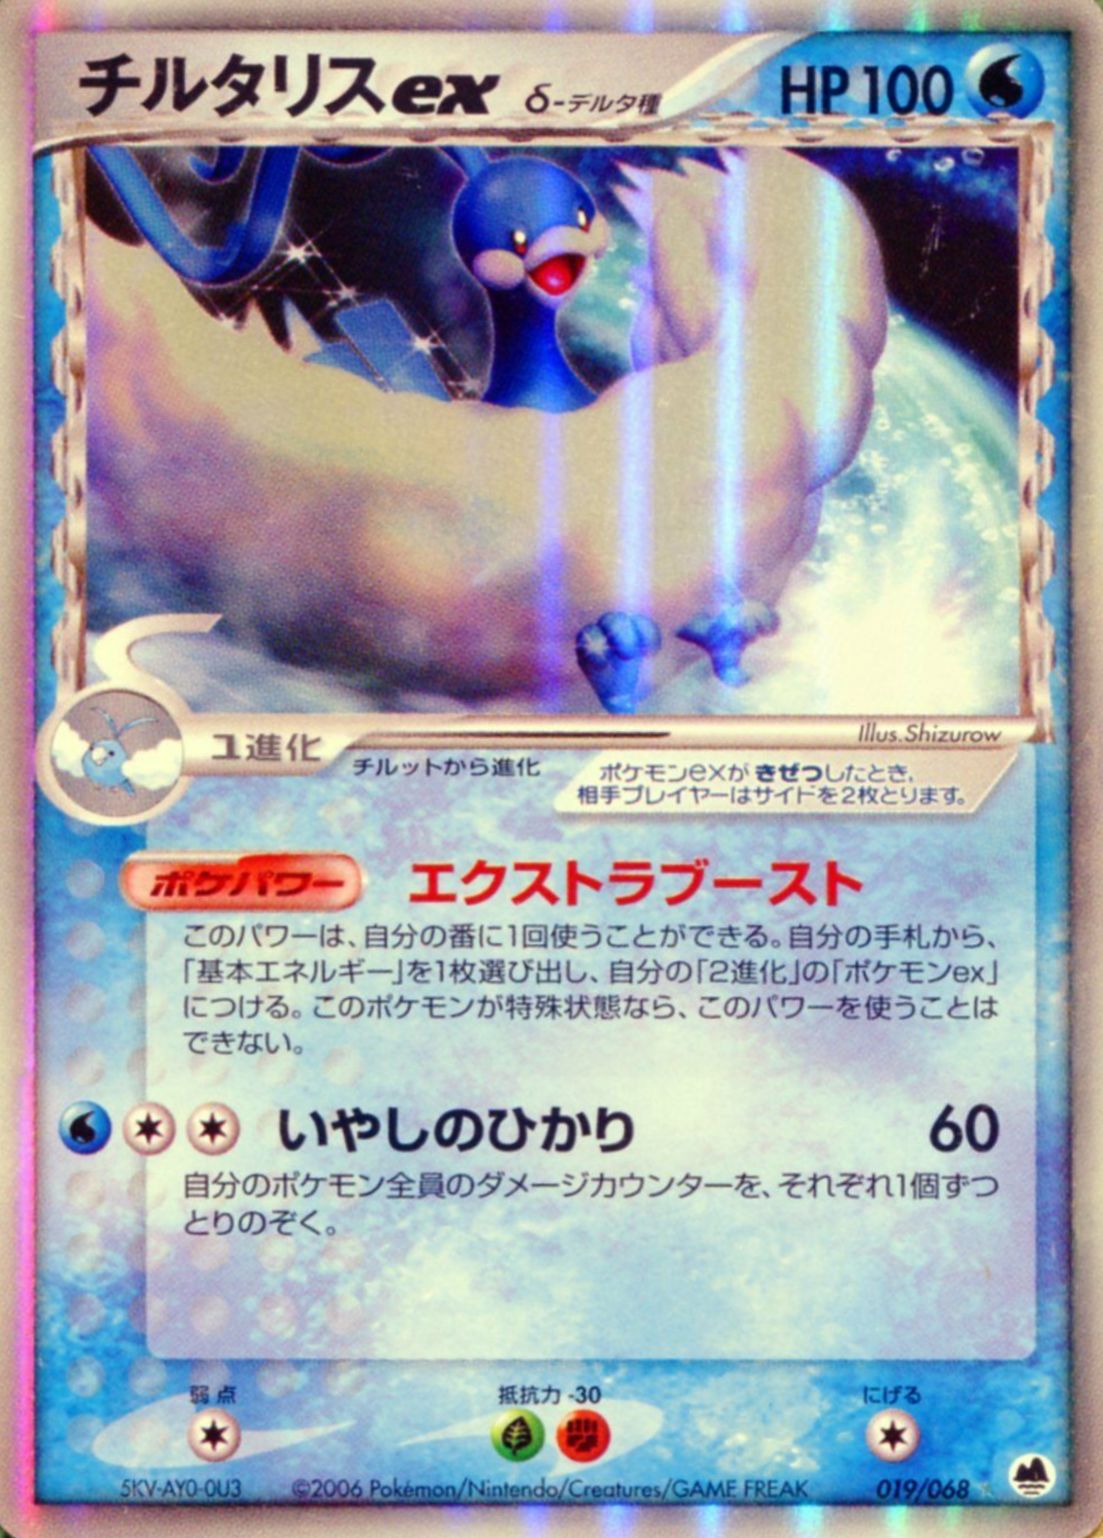 チルタリスex δ-デルタ種 HP100
Illus.Shizurow
1進化
チルットから進化
ポケモンexが きぜつしたとき、
相手プレイヤーはサイドを2枚とります。
ポケパワー エクストラブースト
このパワーは、自分の番に1回使うことができる。自分の手札から、
「基本エネルギー」を1枚選び出し、自分の「2進化」の「ポケモンex」
につける。このポケモンが特殊状態なら、このパワーを使うことは
できない。
いやしのひかり 60
自分のポケモン全員のダメージカウンターを、それぞれ1個ずつ
とりのぞく。
弱点 抵抗力 -30 にげる
5KV-AY0-0U3 ©2006 Pokémon/Nintendo/Creatures/GAME FREAK 019/068